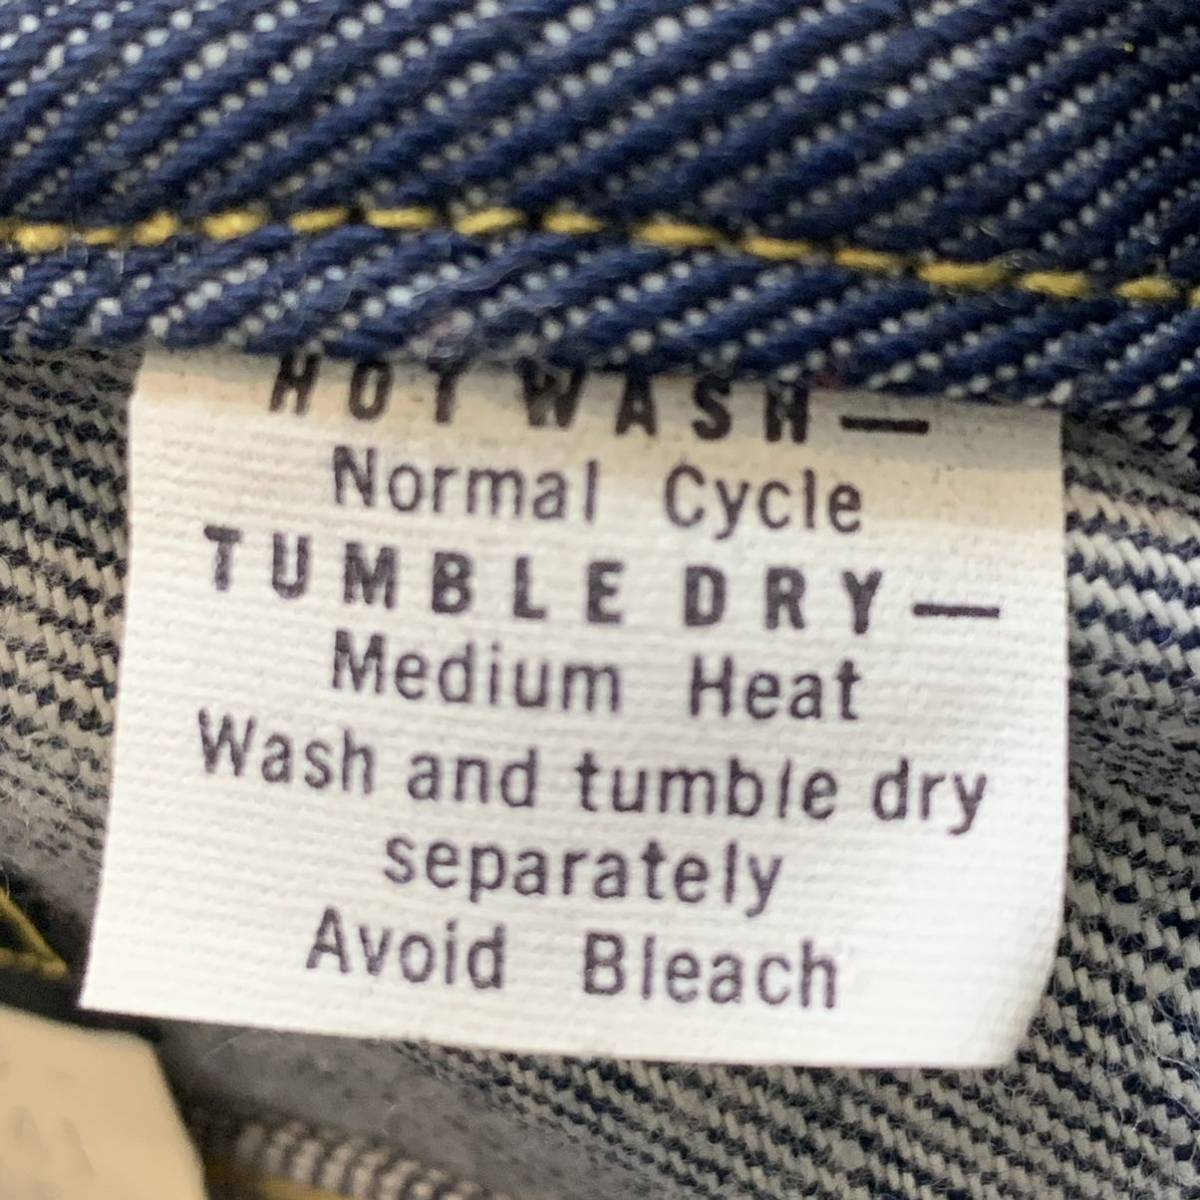 HOT WASH—
Normal Cycle
TUMBLE DRY—
Medium Heat
Wash and tumble dry
separately
Avoid Bleach